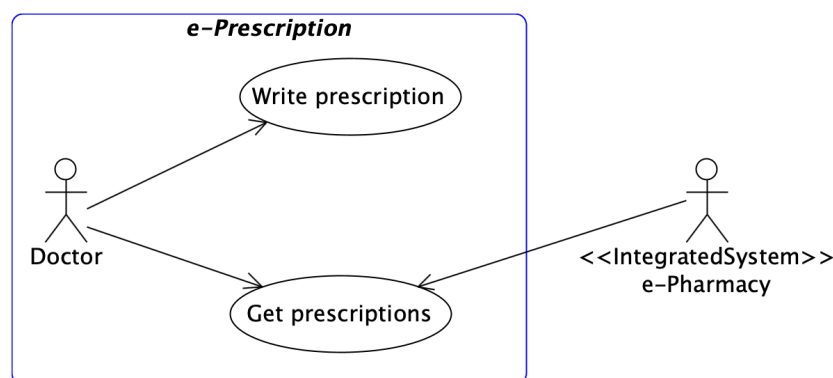 e-Prescription
Write prescription
Doctor
<<IntegratedSystem>>
e-Pharmacy
Get prescriptions